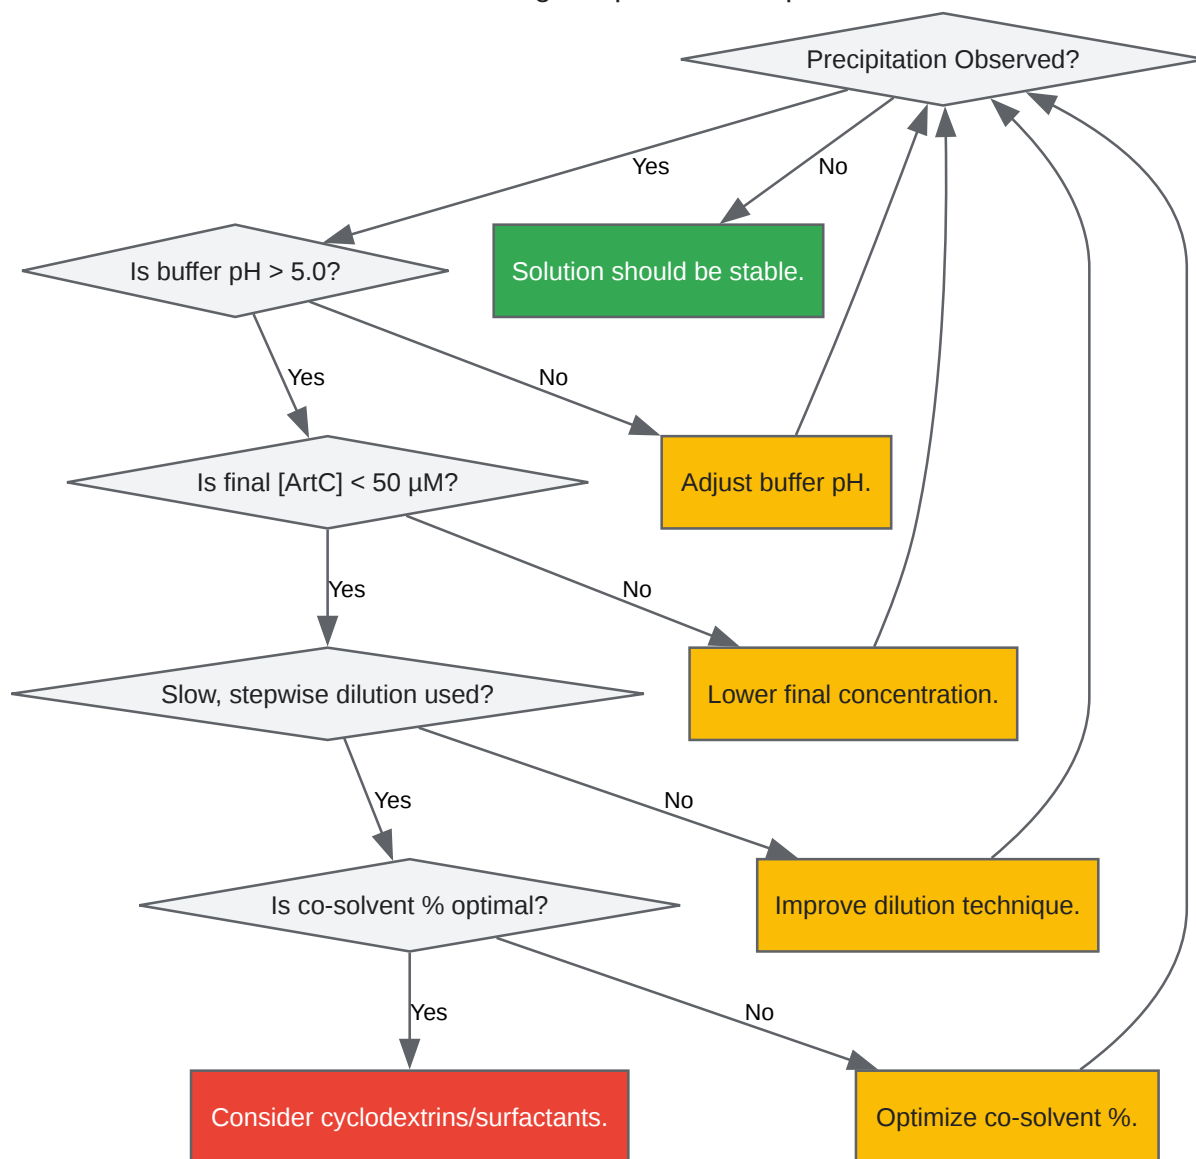 Precipitation Observed?
Yes
No
Is buffer pH > 5.0?
Solution should be stable.
Yes
No
Is final [ArtC] < 50 µM?
Adjust buffer pH.
Yes
No
Slow, stepwise dilution used?
Lower final concentration.
Yes
No
Is co-solvent % optimal?
Improve dilution technique.
Yes
No
Consider cyclodextrins/surfactants.
Optimize co-solvent %.